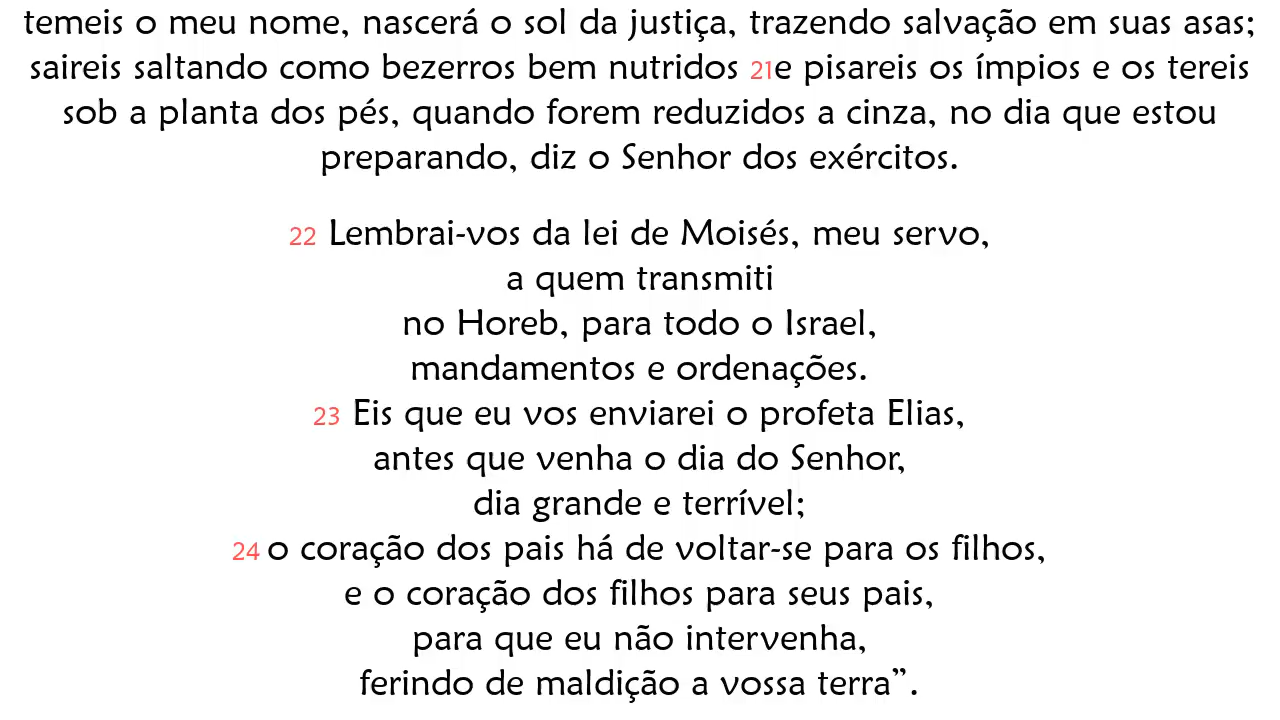 temeis o meu nome, nascerá o sol da justiça, trazendo salvação em suas asas;
saireis saltando como bezerros bem nutridos 21e pisareis os ímpios e os tereis
sob a planta dos pés, quando forem reduzidos a cinza, no dia que estou
preparando, diz o Senhor dos exércitos.
22 Lembrai-vos da lei de Moisés, meu servo,
a quem transmiti
no Horeb, para todo o Israel,
mandamentos e ordenações.
23 Eis que eu vos enviarei o profeta Elias,
antes que venha o dia do Senhor,
dia grande e terrível;
24 o coração dos pais há de voltar-se para os filhos,
e o coração dos filhos para seus pais,
para que eu não intervenha,
ferindo de maldição a vossa terra”.